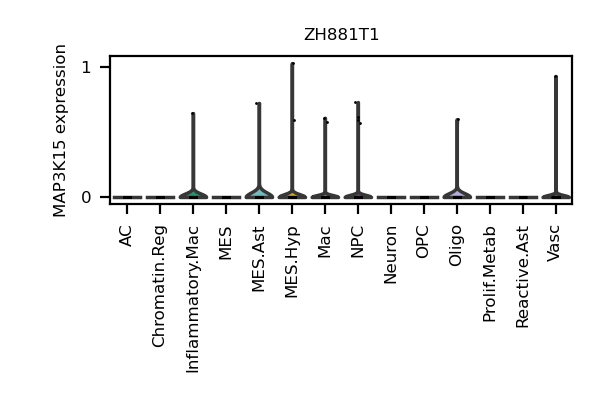 ZH881T1
MAP3K15 expression
1
0
AC
Chromatin.Reg
Inflammatory.Mac
MES
MES.Ast
MES.Hyp
Mac
NPC
Neuron
OPC
Oligo
Prolif.Metab
Reactive.Ast
Vasc